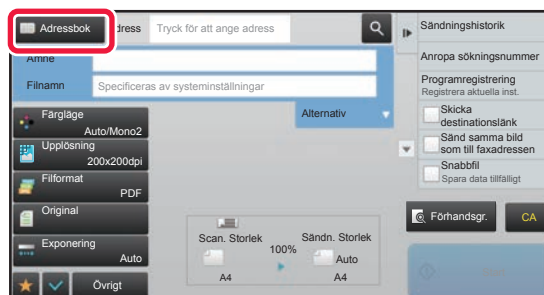 Adressbok
dress
Tryck för att ange adress
Ämne
Filnamn
Specificeras av systeminställningar
Alternativ
Färgläge
Auto/Mono2
Upplösning
200x200dpi
Filformat
PDF
Original
Exponering
Auto
Övrigt
Scan. Storlek
A4
100%
Sändn. Storlek
Auto
A4
Sändningshistorik
Anropa sökningsnummer
Programregistrering
Registrera aktuella inst.
Skicka
destinationslänk
Sänd samma bild
som till faxadressen
Snabbfil
Spara data tillfälligt
Förhandsgr.
CA